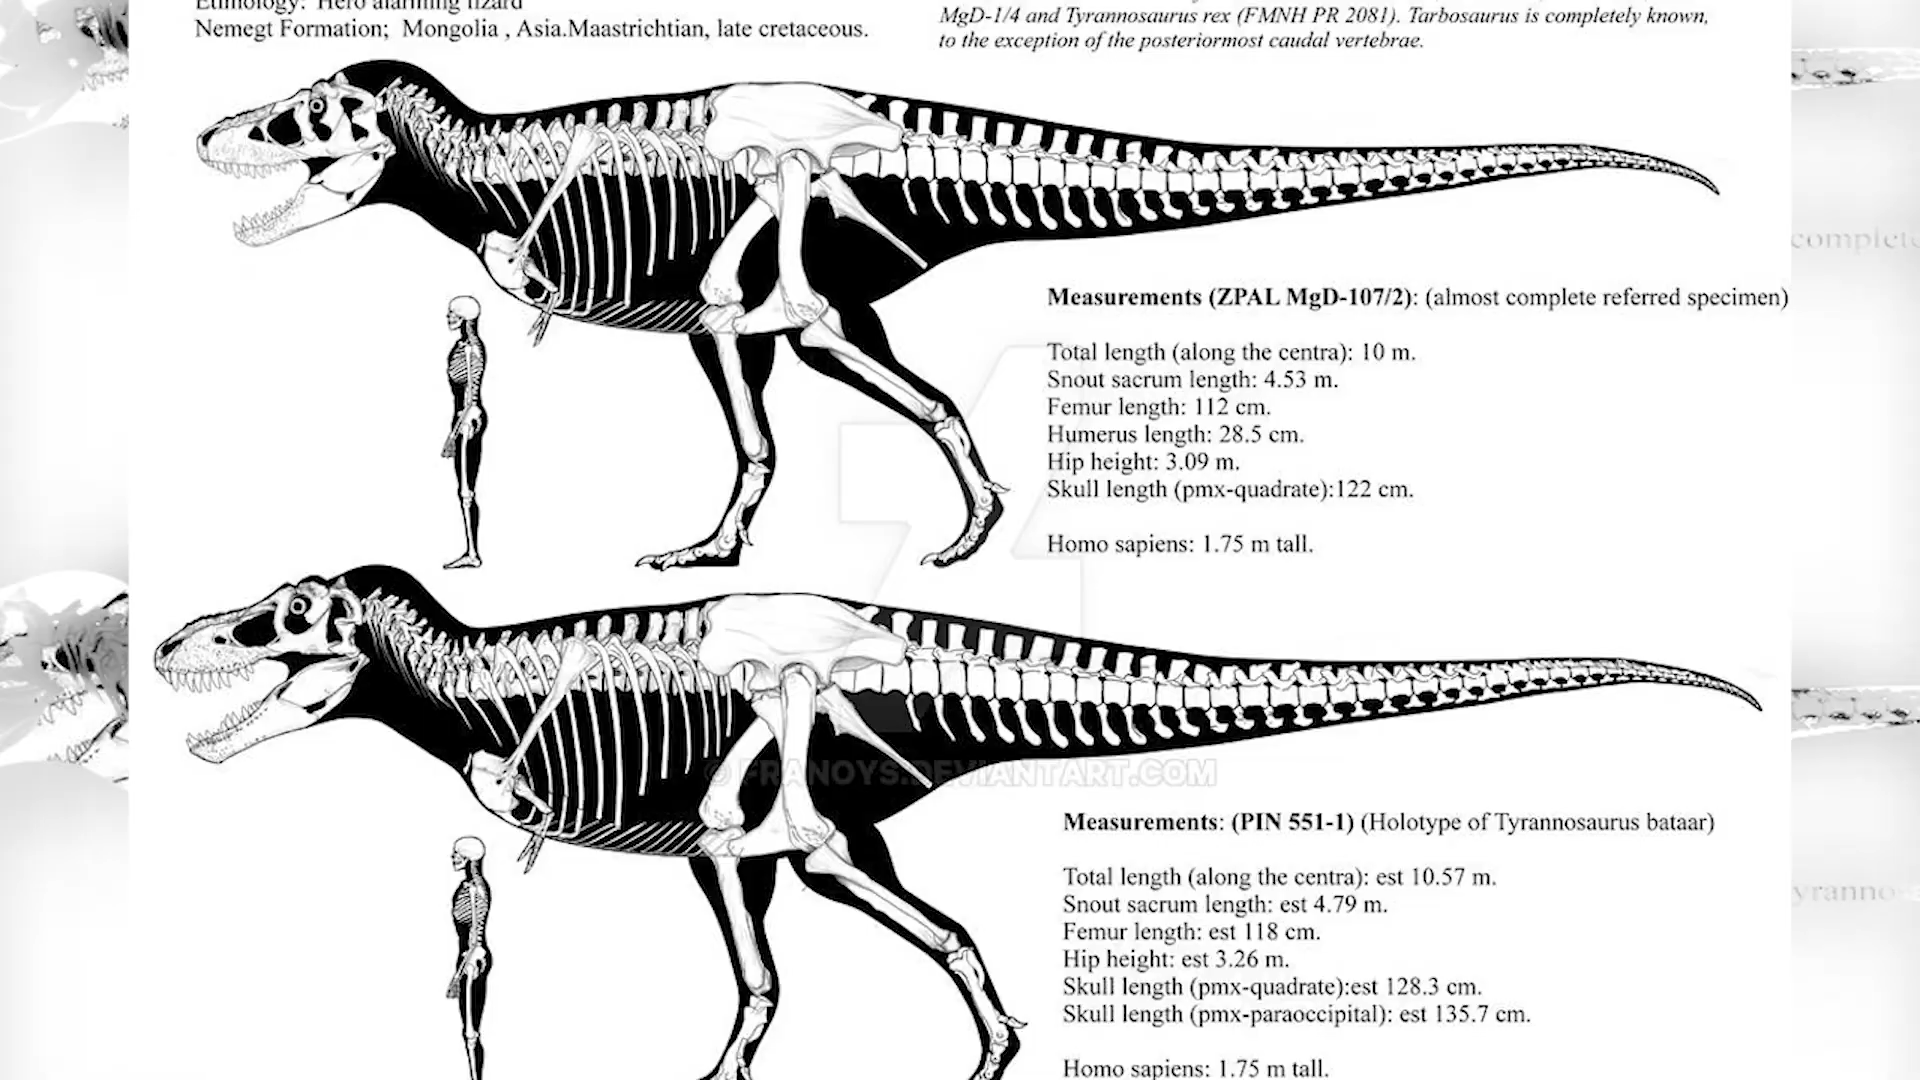 Etimology: Hero alarming lizard
Nemegt Formation; Mongolia , Asia.Maastrichtian, late cretaceous.
MgD-1/4 and Tyrannosaurus rex (FMNH PR 2081). Tarbosaurus is completely known,
to the exception of the posteriormost caudal vertebrae.
Measurements (ZPAL MgD-107/2): (almost complete referred specimen)
Total length (along the centra): 10 m.
Snout sacrum length: 4.53 m.
Femur length: 112 cm.
Humerus length: 28.5 cm.
Hip height: 3.09 m.
Skull length (pmx-quadrate):122 cm.
Homo sapiens: 1.75 m tall.
© FRANOYS.DEVIANTART.COM
Measurements: (PIN 551-1) (Holotype of Tyrannosaurus bataar)
Total length (along the centra): est 10.57 m.
Snout sacrum length: est 4.79 m.
Femur length: est 118 cm.
Hip height: est 3.26 m.
Skull length (pmx-quadrate):est 128.3 cm.
Skull length (pmx-paraoccipital): est 135.7 cm.
Homo sapiens: 1.75 m tall.